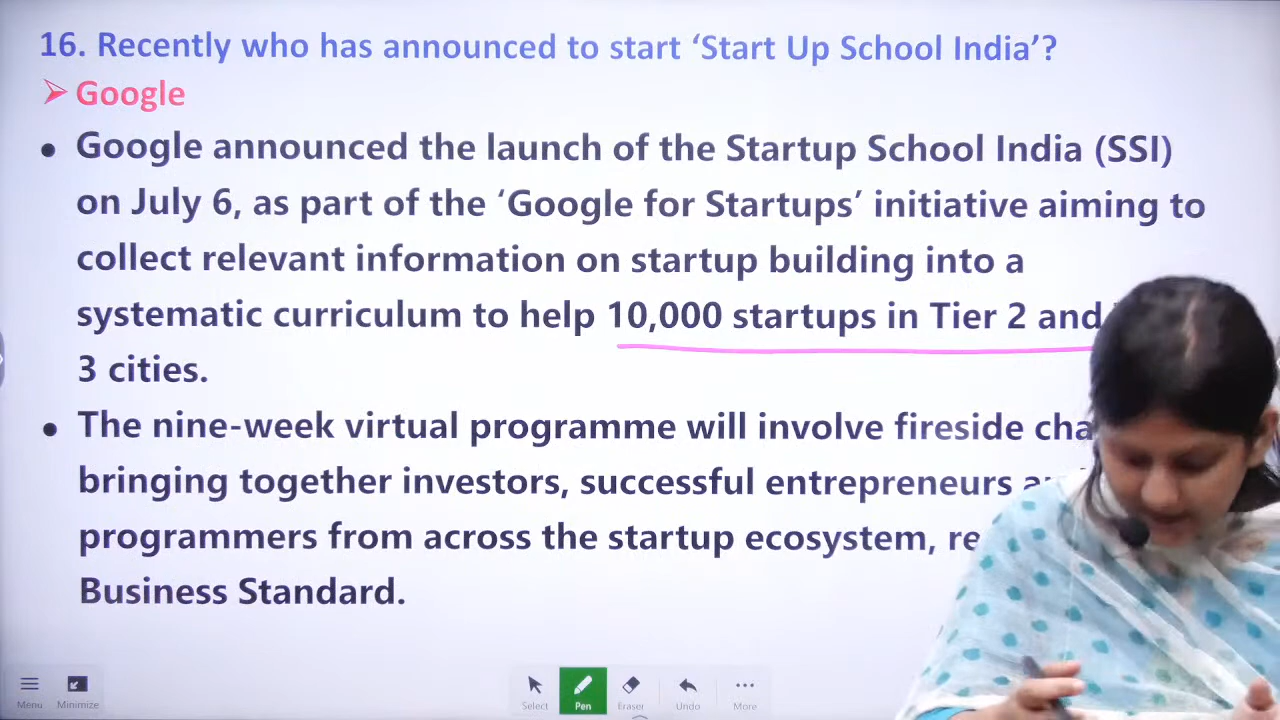 16. Recently who has announced to start ‘Start Up School India’?
➢ Google
• Google announced the launch of the Startup School India (SSI)
on July 6, as part of the ‘Google for Startups’ initiative aiming to
collect relevant information on startup building into a
systematic curriculum to help 10,000 startups in Tier 2 and
3 cities.
• The nine-week virtual programme will involve fireside
bringing together investors, successful entrepreneurs
programmers from across the startup ecosystem,
Business Standard.
Menu Minimize Select Pen Eraser Undo More